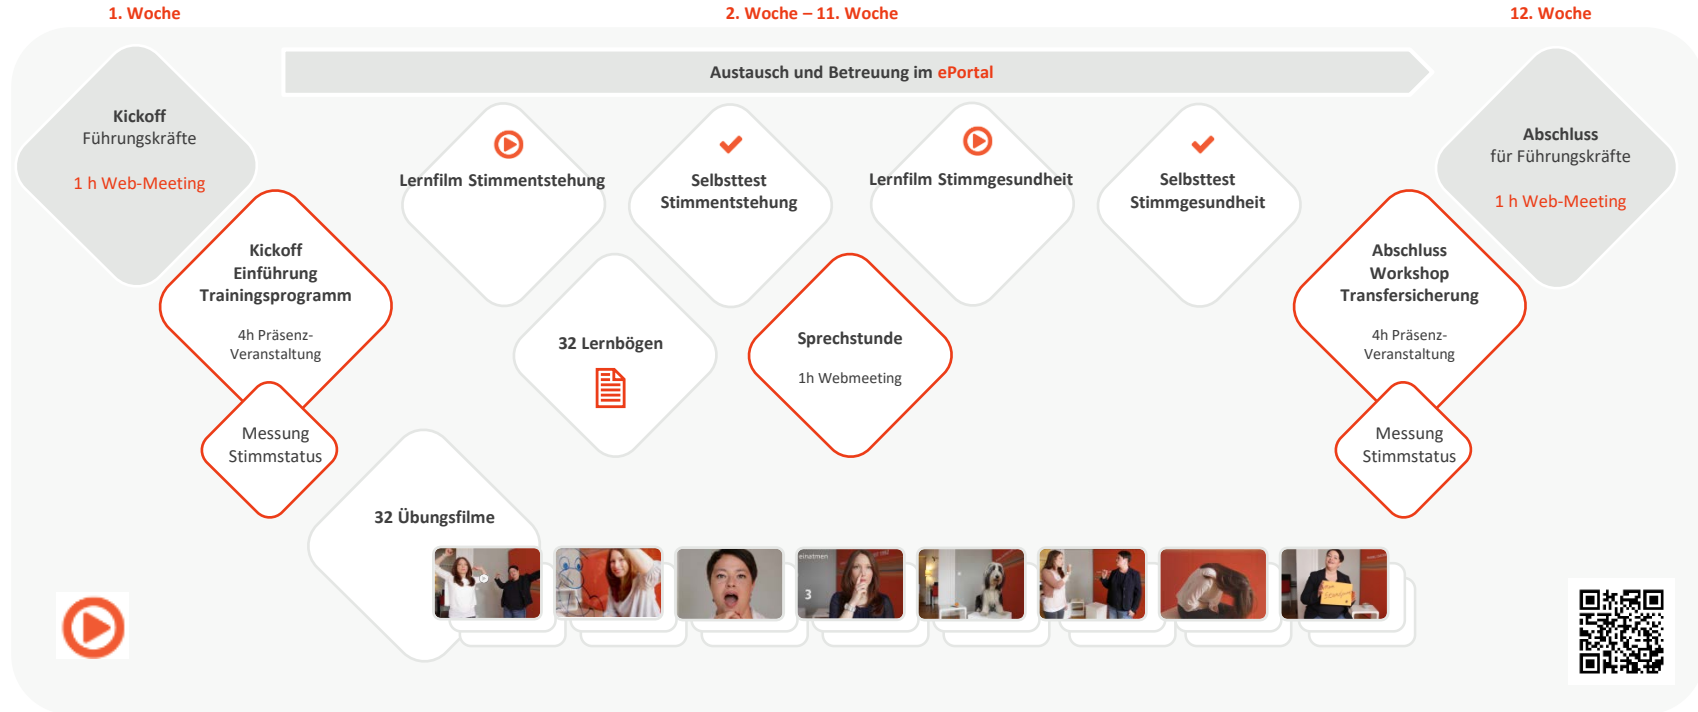 1. Woche
2. Woche – 11. Woche
12. Woche
Austausch und Betreuung im ePortal
Kickoff
Führungskräfte
1 h Web-Meeting
Kickoff
Einführung
Trainingsprogramm
4h Präsenz-
Veranstaltung
Messung
Stimmstatus
Lernfilm Stimmentstehung
Selbsttest
Stimmentstehung
Lernfilm Stimmgesundheit
Selbsttest
Stimmgesundheit
32 Lernbögen
Sprechstunde
1h Webmeeting
Abschluss
für Führungskräfte
1 h Web-Meeting
Abschluss
Workshop
Transfersicherung
4h Präsenz-
Veranstaltung
Messung
Stimmstatus
32 Übungsfilme
einatmen
3